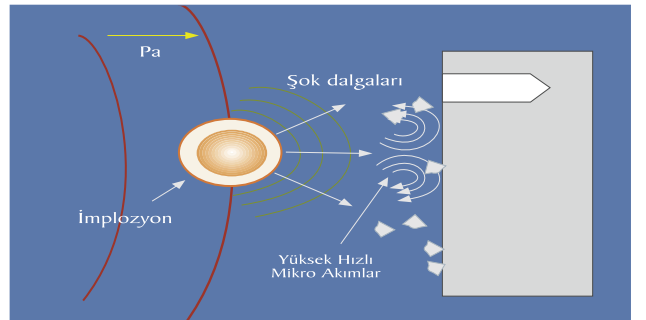 Pa
Şok dalgaları
İmplozyon
Yüksek Hızlı
Mikro Akımlar